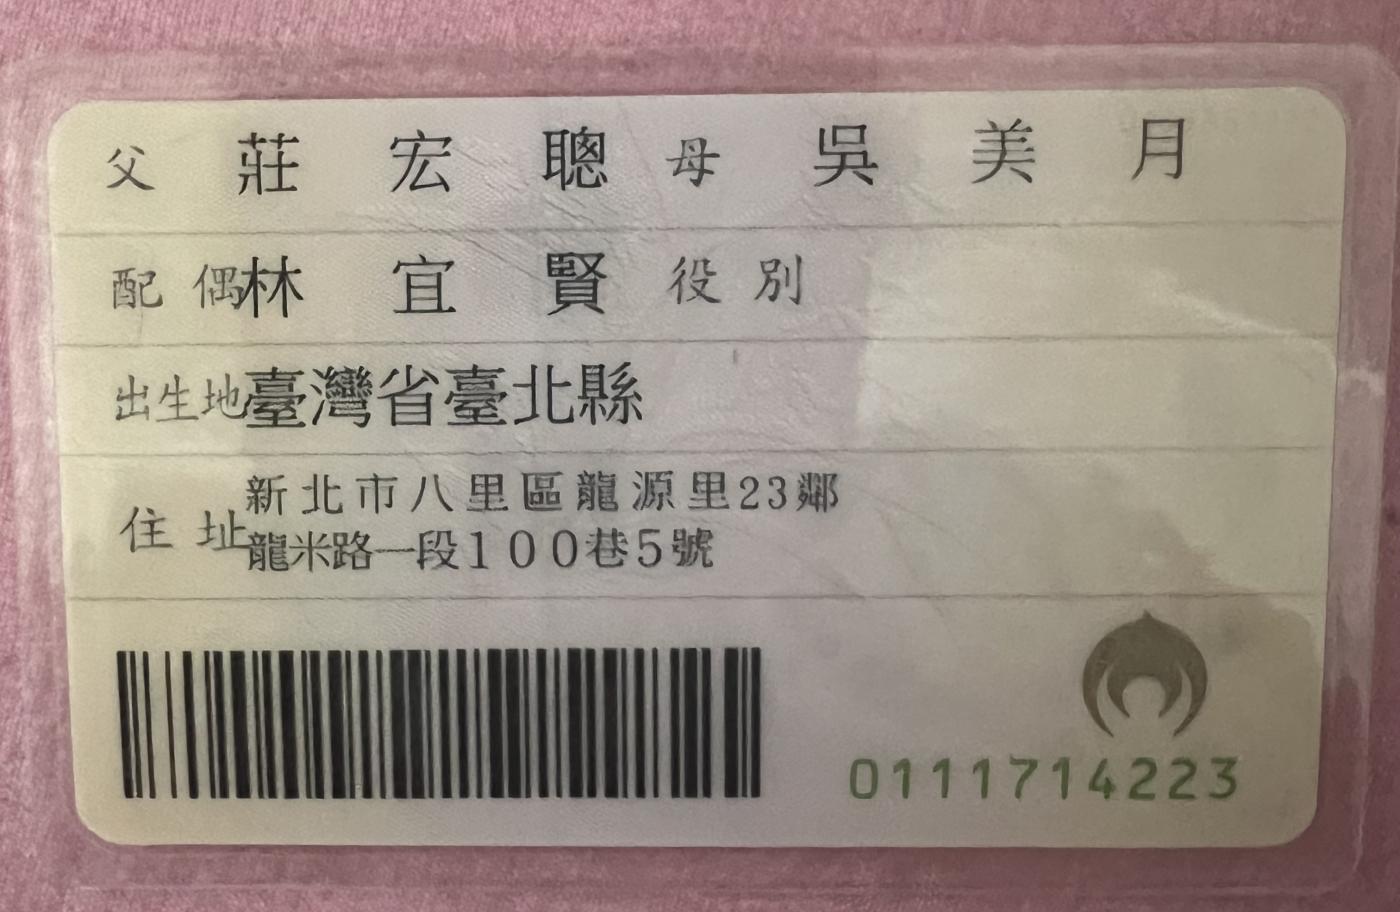 父 莊宏聰 母 吳美月
配偶 林宜賢 役別
出生地 臺灣省臺北縣
住址 新北市八里區龍源里23鄰
龍米路一段100巷5號
0111714223